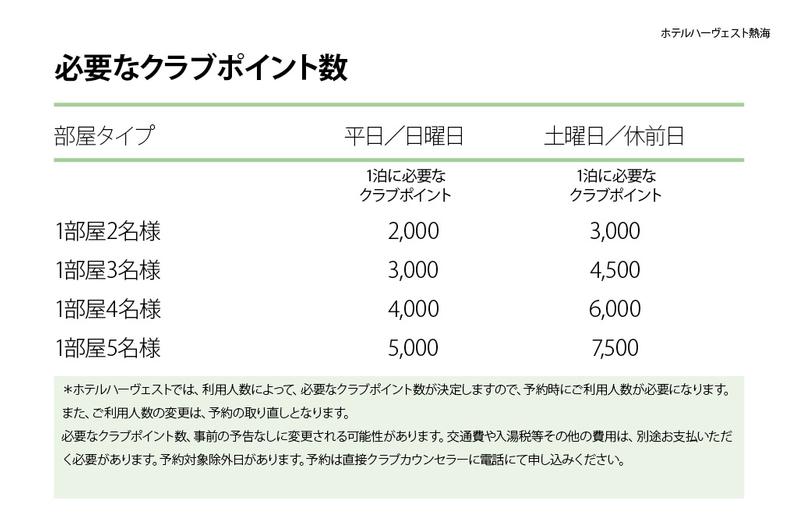 ホテルハーヴェスト熱海
必要なクラブポイント数
部屋タイプ 平日／日曜日 土曜日／休前日
1泊に必要な 1泊に必要な
クラブポイント クラブポイント
1部屋2名様 2,000 3,000
1部屋3名様 3,000 4,500
1部屋4名様 4,000 6,000
1部屋5名様 5,000 7,500
＊ホテルハーヴェストでは、利用人数によって、必要なクラブポイント数が決定しますので、予約時にご利用人数が必要になります。
また、ご利用人数の変更は、予約の取り直しとなります。
必要なクラブポイント数、事前の予告なしに変更される可能性があります。交通費や入湯税等その他の費用は、別途お支払いただ
く必要があります。予約対象除外日があります。予約は直接クラブカウンセラーに電話にて申し込みください。